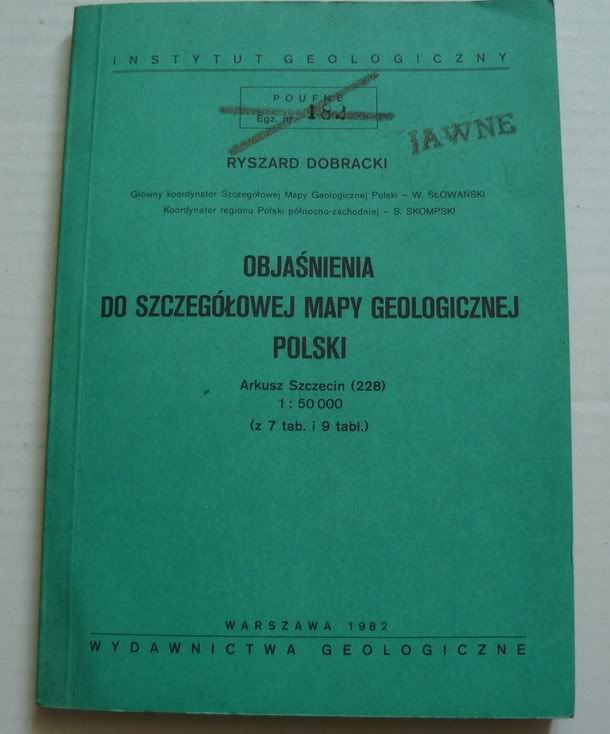 INSTYTUT GEOLOGICZNY
POUFNE
Egz. nr 182
JAWNE
RYSZARD DOBRACKI
Główny koordynator Szczegółowej Mapy Geologicznej Polski – W. SŁOWAŃSKI
Koordynator regionu Polski północno-zachodniej – S. SKOMPSKI
OBJAŚNIENIA
DO SZCZEGÓŁOWEJ MAPY GEOLOGICZNEJ
POLSKI
Arkusz Szczecin (228)
1 : 50 000
(z 7 tab. i 9 tabl.)
WARSZAWA 1982
WYDAWNICTWA GEOLOGICZNE